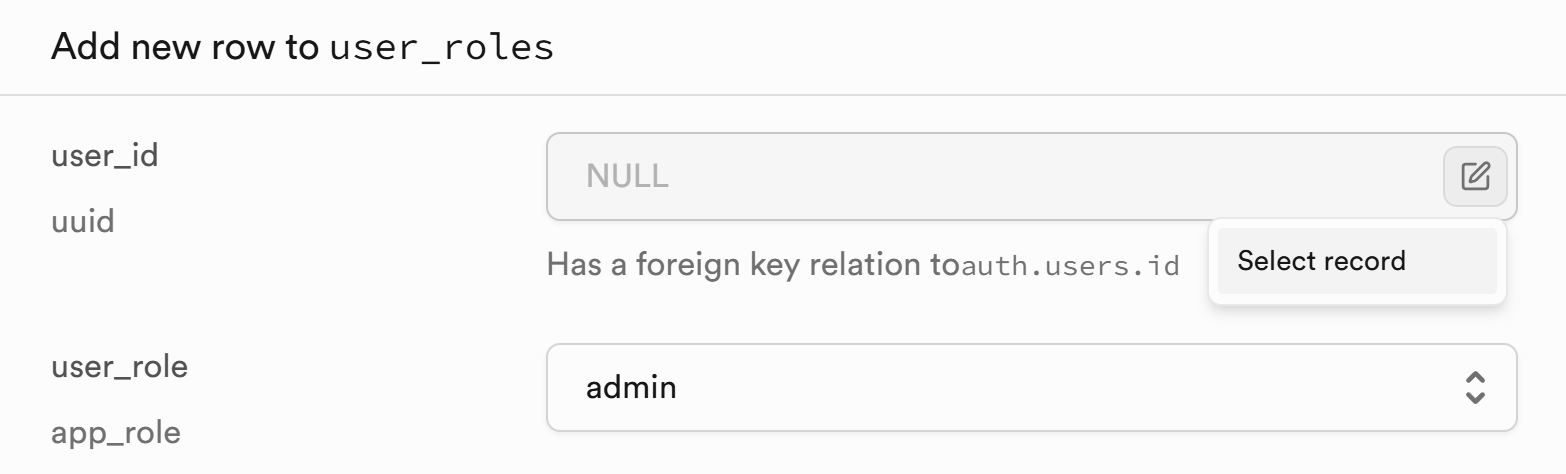 Add new row to user_roles
user_id
NULL
uuid
Has a foreign key relation toauth.users.id
Select record
user_role
admin
app_role